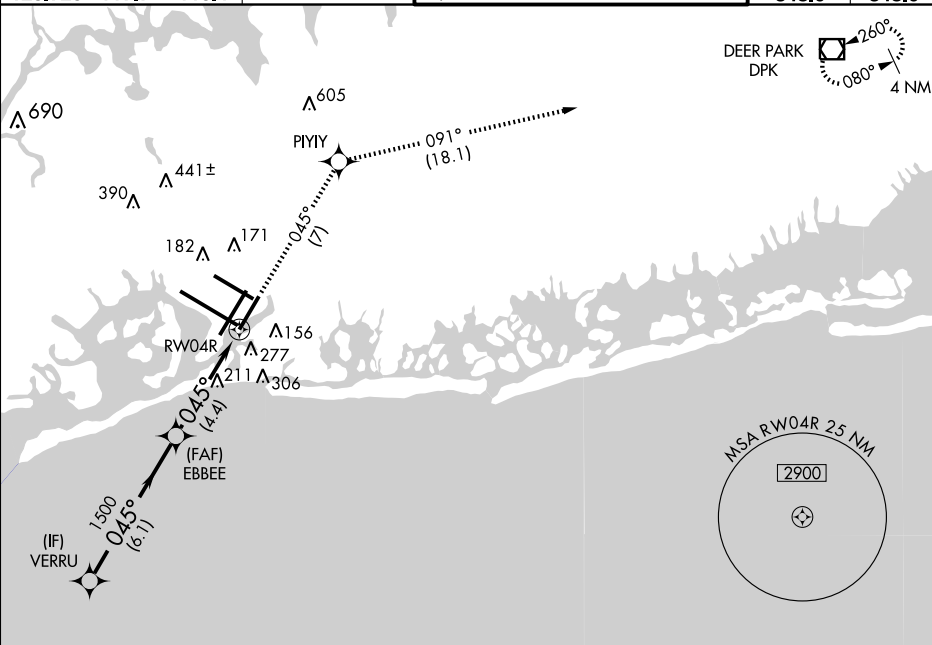 DEER PARK
DPK
260°
080°
4 NM
690
605
PIYIY
091°
(18.1)
441±
390
045°
(7)
182
171
RW04R
156
277
211
306
045°
(4.4)
(FAF)
EBBEE
1500
045°
(6.1)
(IF)
VERRU
MSA RW04R 25 NM
2900